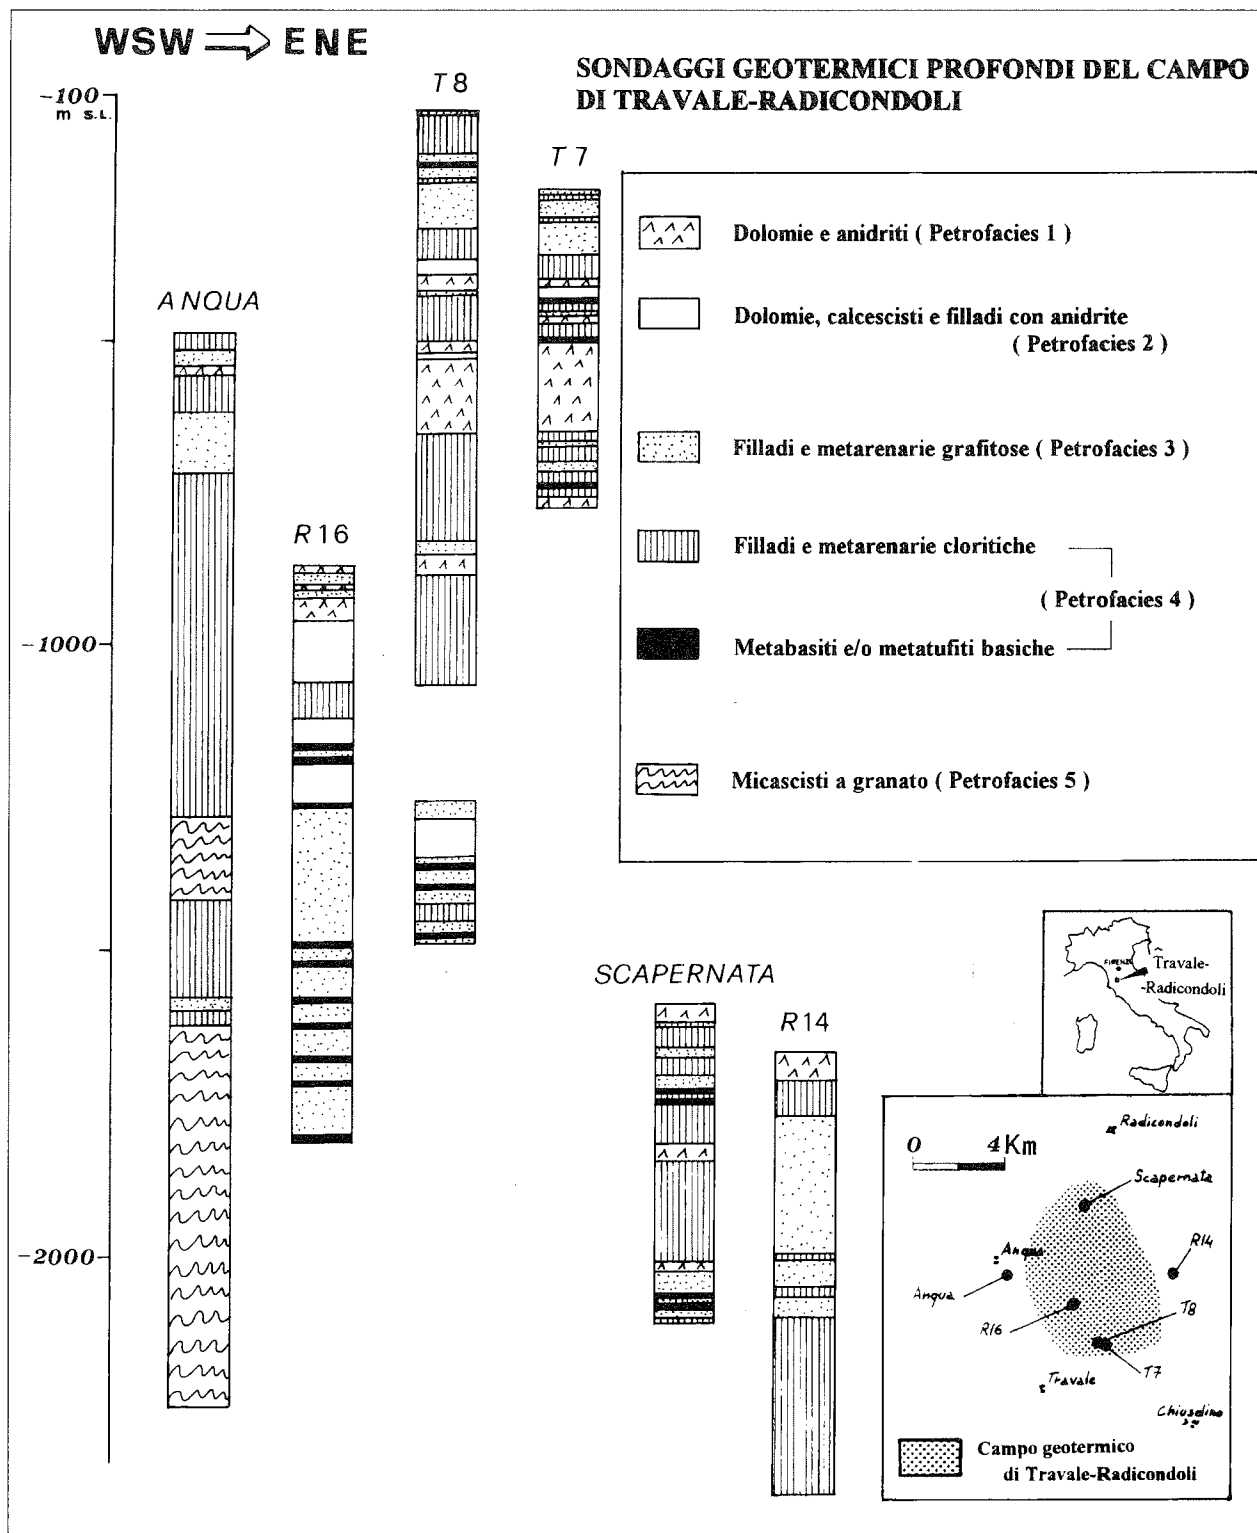 WSW ⇒ ENE
SONDAGGI GEOTERMICI PROFONDI DEL CAMPO
DI TRAVALE-RADICONDOLI
-100
m S.L.
-1000
-2000
ANQUA
R16
T8
T7
SCAPERNATA
R14
Dolomie e anidriti ( Petrofacies 1 )
Dolomie, calcescisti e filladi con anidrite
( Petrofacies 2 )
Filladi e metarenarie grafitose ( Petrofacies 3 )
Filladi e metarenarie cloritiche
( Petrofacies 4 )
Metabasiti e/o metatufiti basiche
Micascisti a granato ( Petrofacies 5 )
FIRENZE
Travale-
-Radicondoli
0 4 Km
Radicondoli
Scapernata
Anqua
R14
Anqua
R16
T8
T7
Travale
Chiusdino
Campo geotermico
di Travale-Radicondoli